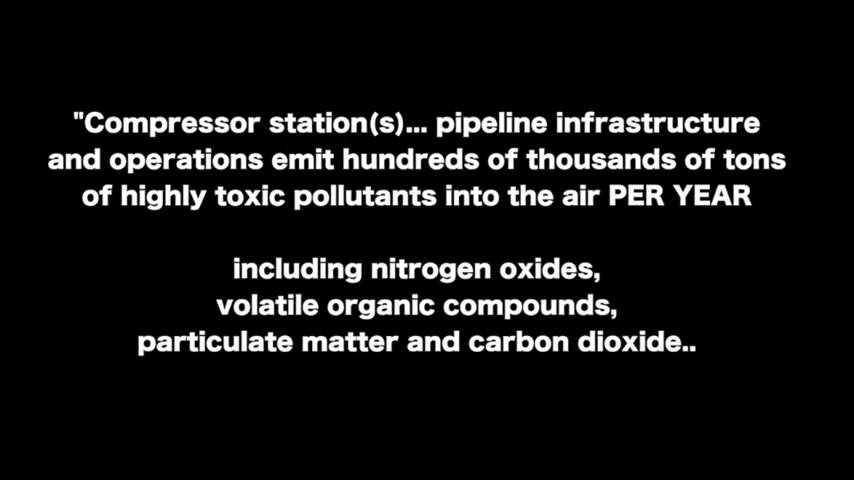 "Compressor station(s)... pipeline infrastructure
and operations emit hundreds of thousands of tons
of highly toxic pollutants into the air PER YEAR
including nitrogen oxides,
volatile organic compounds,
particulate matter and carbon dioxide..